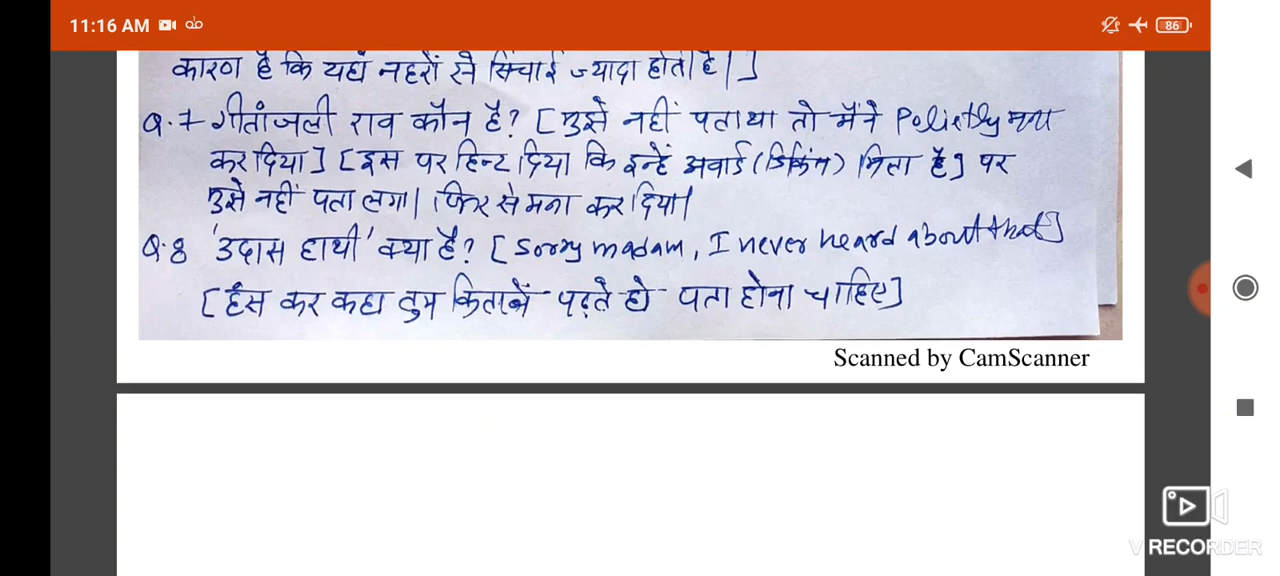 11:16 AM
86
कारण है कि यहाँ नहरों से सिंचाई ज्यादा होती है।]
Q.7 गीतांजली राव कौन है? [मुझे नहीं पता था तो मैंने Polietly मना
कर दिया] [इस पर हिन्ट दिया कि इन्हें अवार्ड ( ) मिला है] पर
मुझे नहीं पता लगा। फिर से मना कर दिया।
Q.8 'उदास हाथी' क्या है? [Sorry madam, I never heard about that]
[हँस कर कहा तुम किताबें पढ़ते हो पता होना चाहिए]
Scanned by CamScanner
V RECORDER